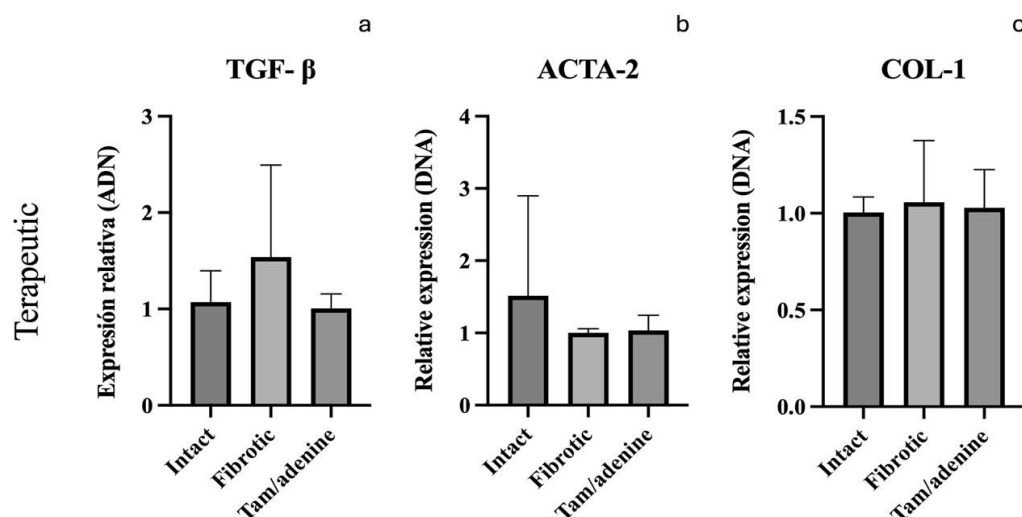 a
TGF- β
Expresión relativa (ADN)
3
2
1
0
Intact
Fibrotic
Tam/adenine
b
ACTA-2
Relative expression (DNA)
4
3
2
1
0
Intact
Fibrotic
Tam/adenine
c
COL-1
Relative expression (DNA)
1.5
1.0
0.5
0.0
Intact
Fibrotic
Tam/adenine
Terapeutic